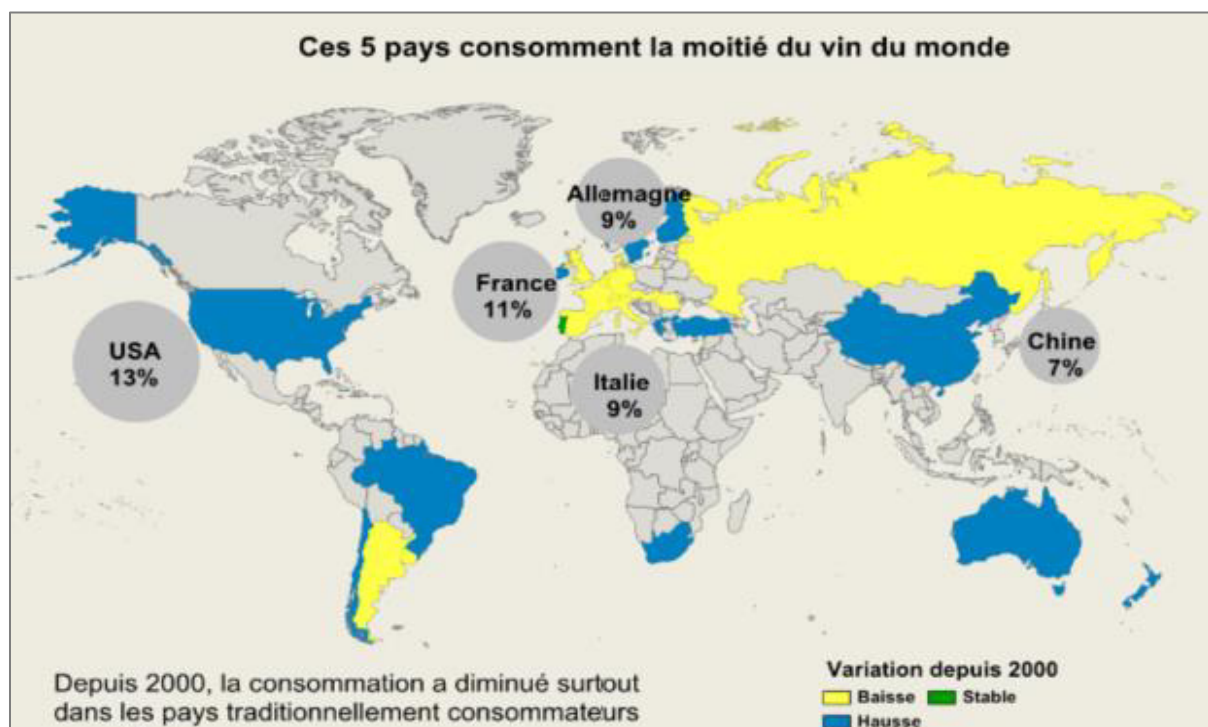 Ces 5 pays consomment la moitié du vin du monde
Allemagne
9%
France
11%
USA
13%
Italie
9%
Chine
7%
Depuis 2000, la consommation a diminué surtout
dans les pays traditionnellement consommateurs
Variation depuis 2000
Baisse
Stable
Hausse